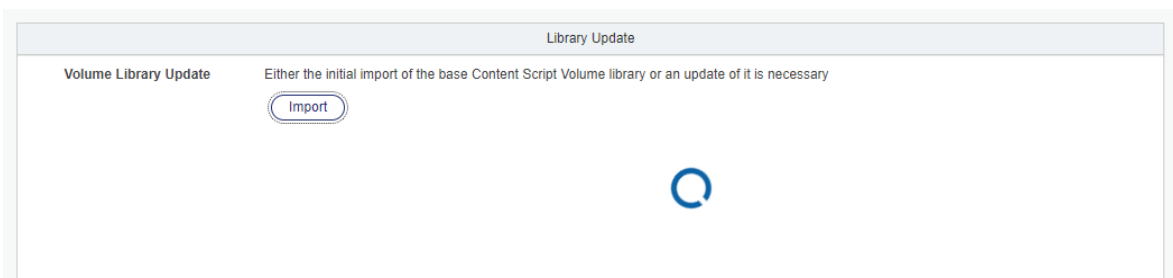 Library Update
Volume Library Update Either the initial import of the base Content Script Volume library or an update of it is necessary
Import